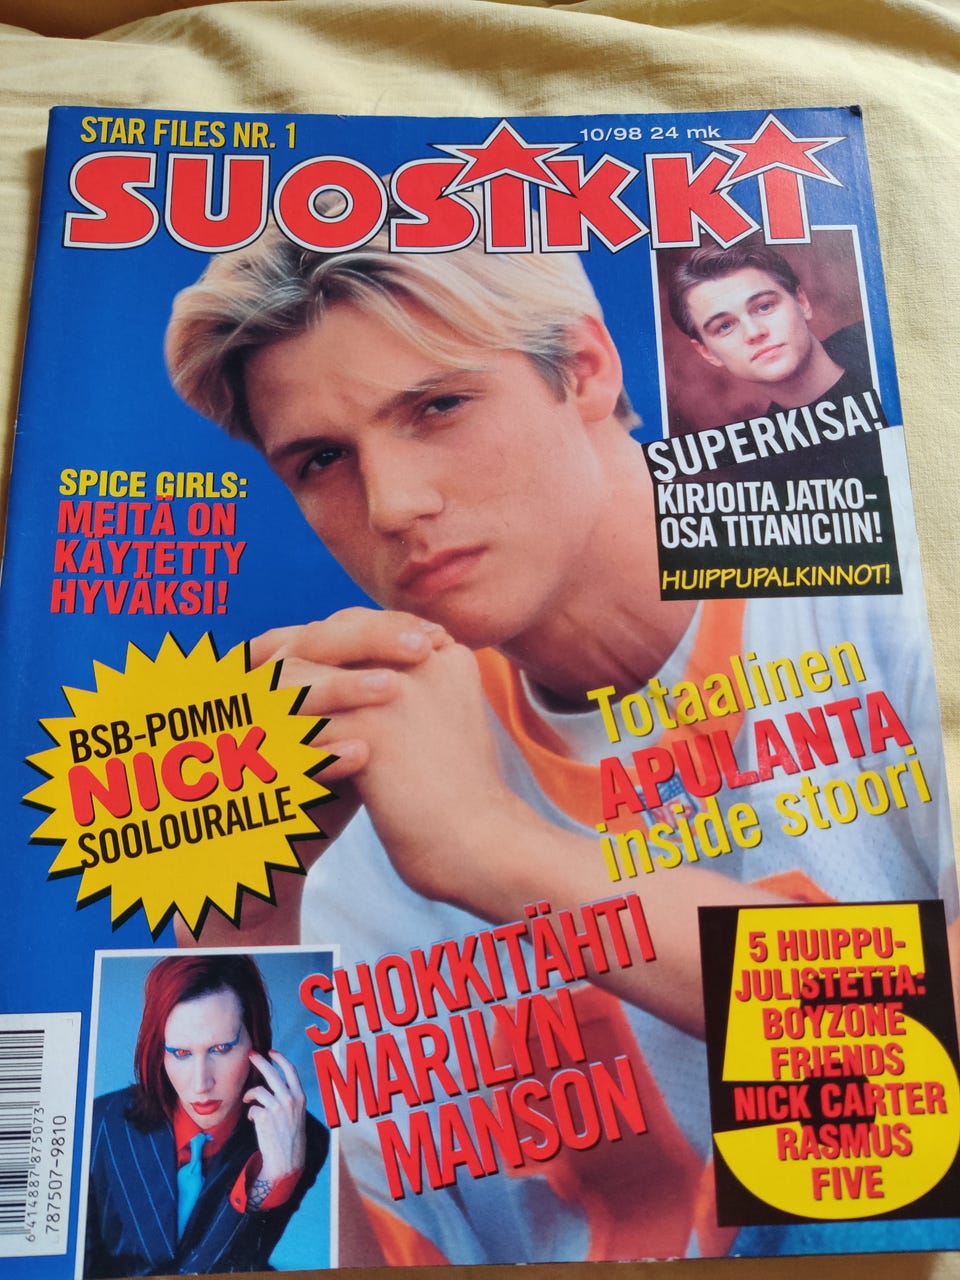 STAR FILES NR. 1
10/98 24 mk
SUOSIKKI
SUPERKISA!
KIRJOITA JATKO-
OSA TITANICIIN!
HUIPPUPALKINNOT!
SPICE GIRLS:
MEITÄ ON
KÄYTETTY
HYVÄKSI!
BSB-POMMI
NICK
SOOLOURALLE
Totaalinen
APULANTA
inside stoori
NFL
SHOKKITÄHTI
MARILYN
MANSON
5 HUIPPU-
JULISTETTA:
BOYZONE
FRIENDS
NICK CARTER
RASMUS
FIVE
6 414887 875073
787507-9810